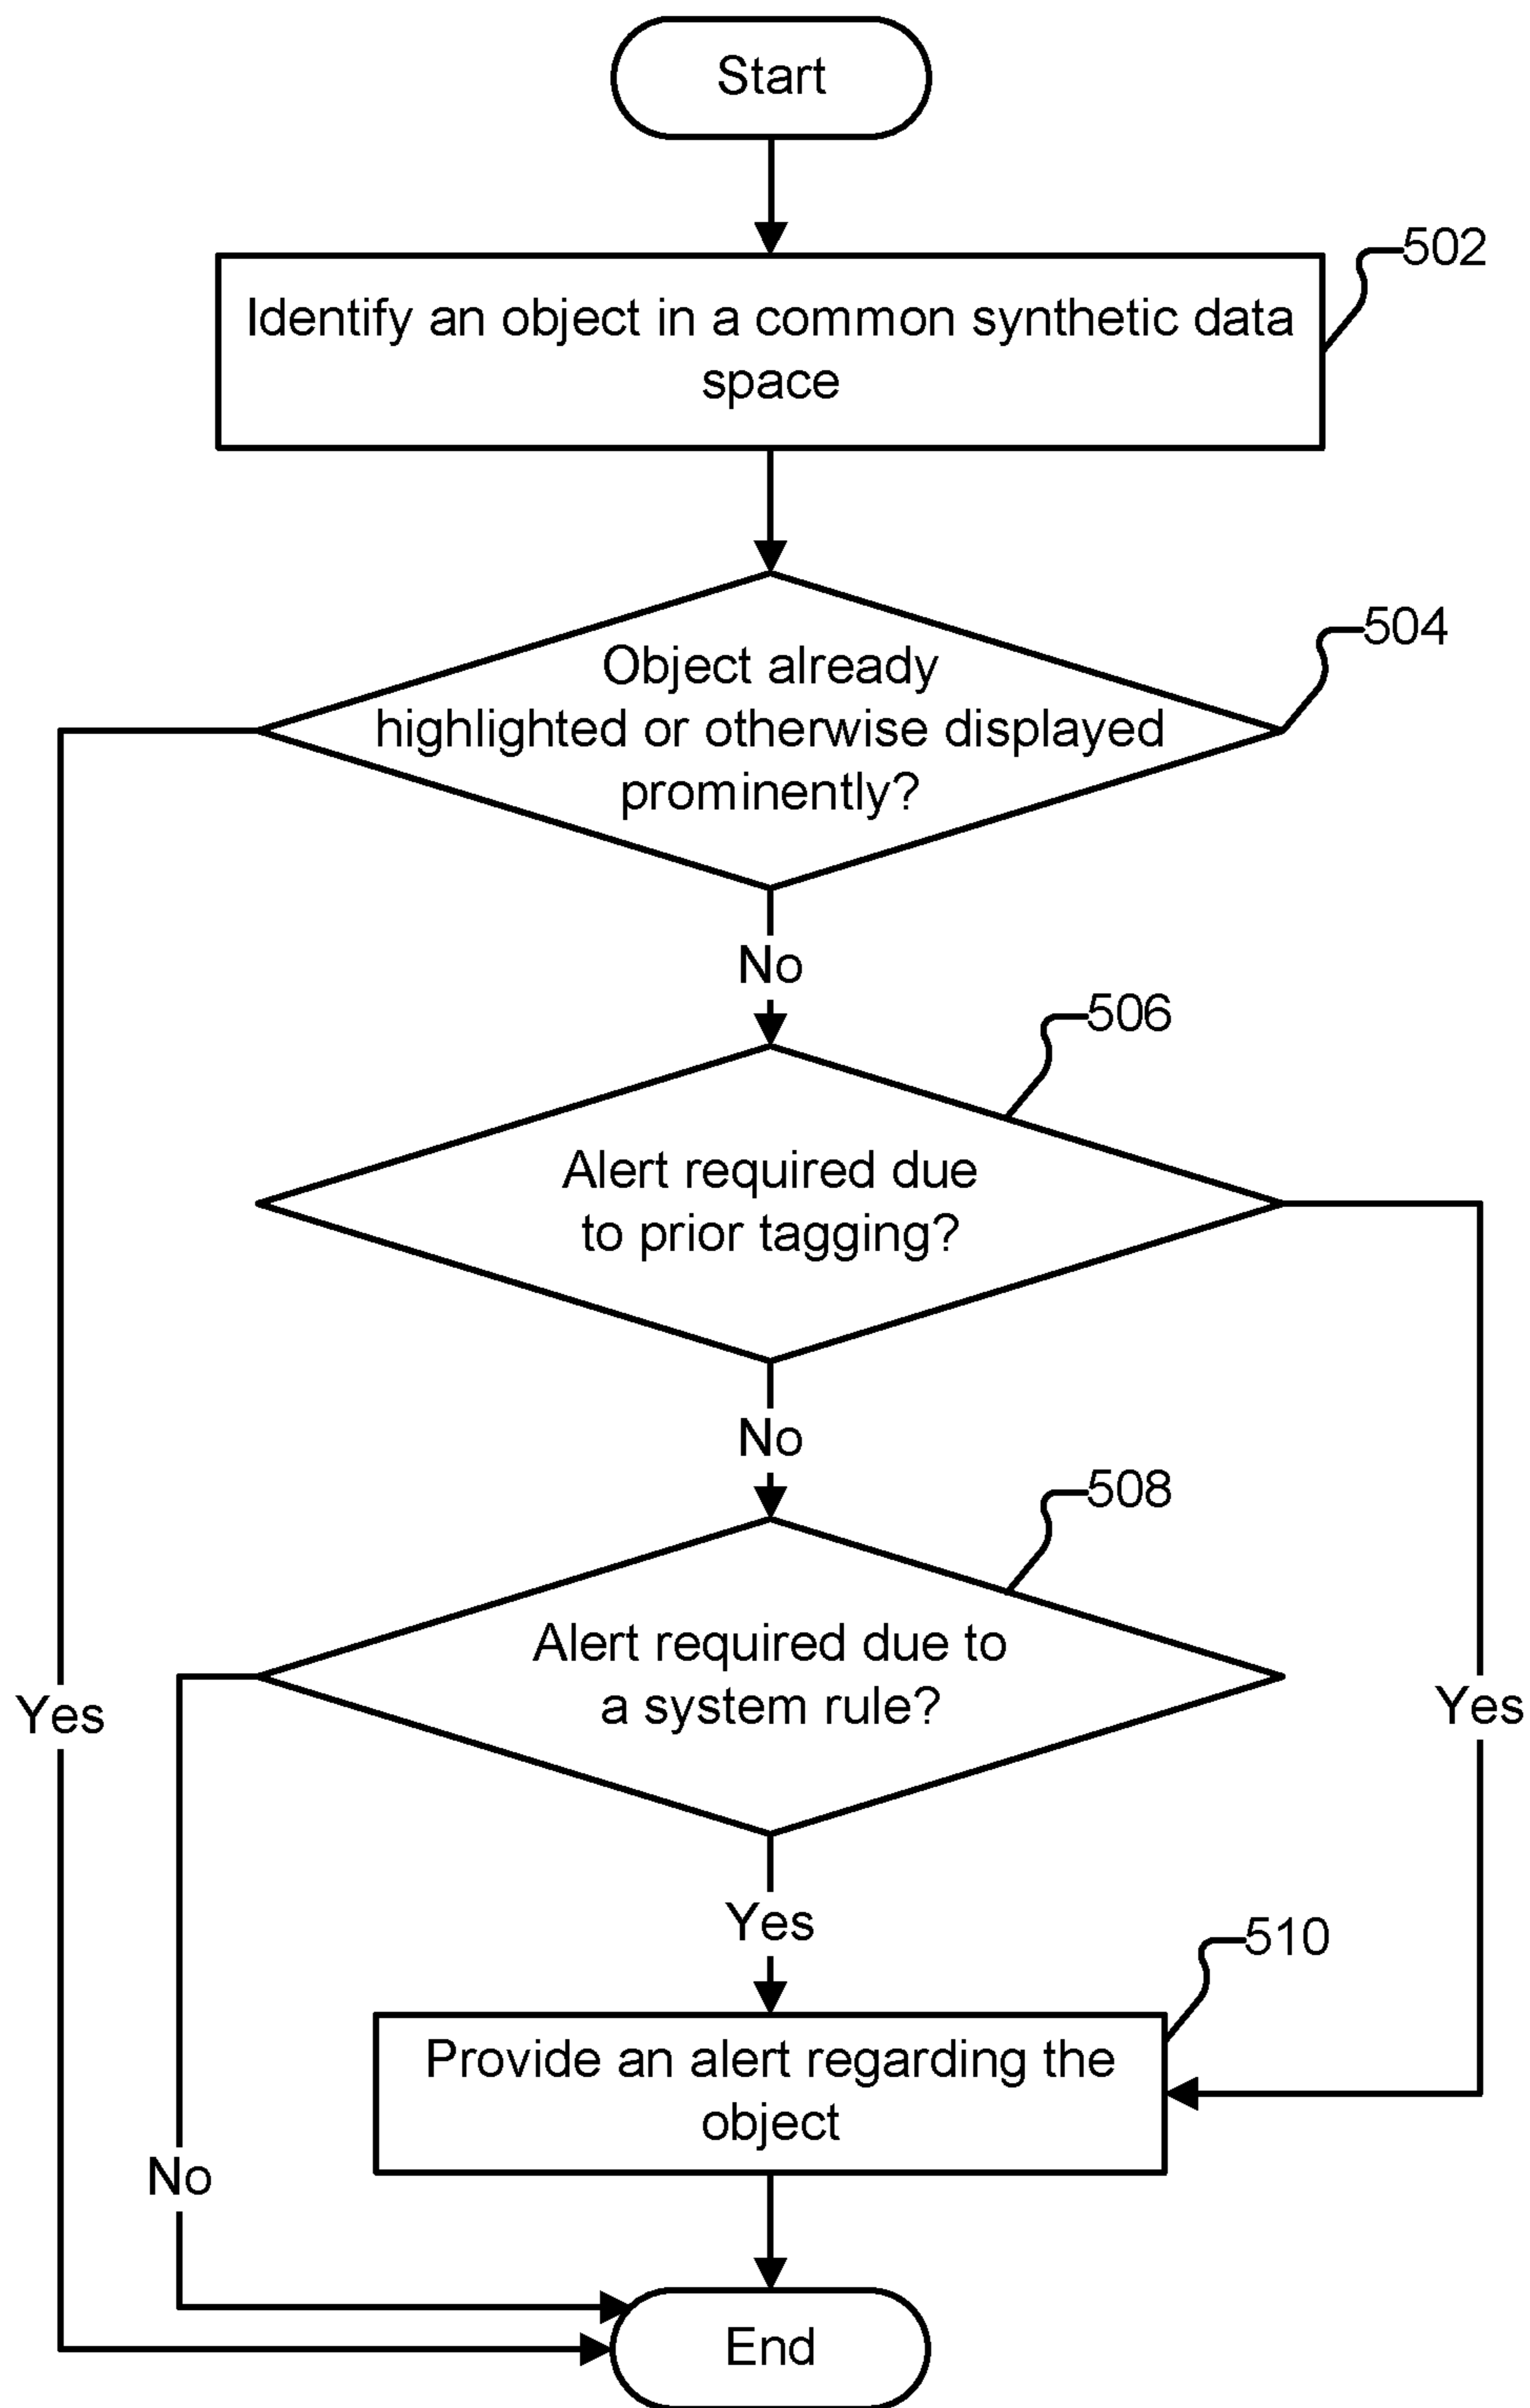 Start
502
Identify an object in a common synthetic data
space
504
Object already
highlighted or otherwise displayed
prominently?
No
506
Alert required due
to prior tagging?
No
508
Alert required due to
a system rule?
Yes
Yes
Yes
510
Provide an alert regarding the
object
No
End